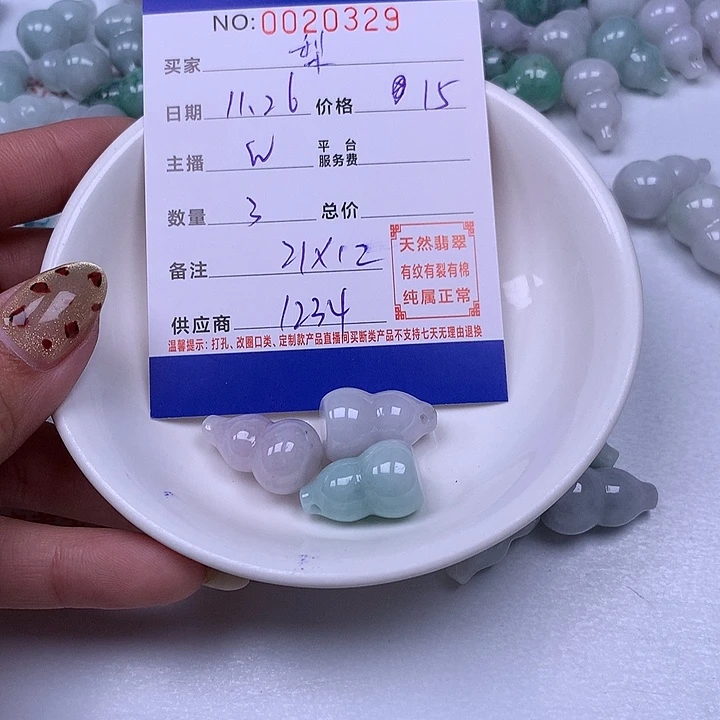 NO:0020329
买家 梨
日期 11.26 价格 15
主播 W 平台服务费
数量 3 总价
备注 21X12
供应商 1234
天然翡翠
有纹有裂有棉
纯属正常
温馨提示：打孔、改圈口类、定制款产品直播间买断类产品不支持七天无理由退换